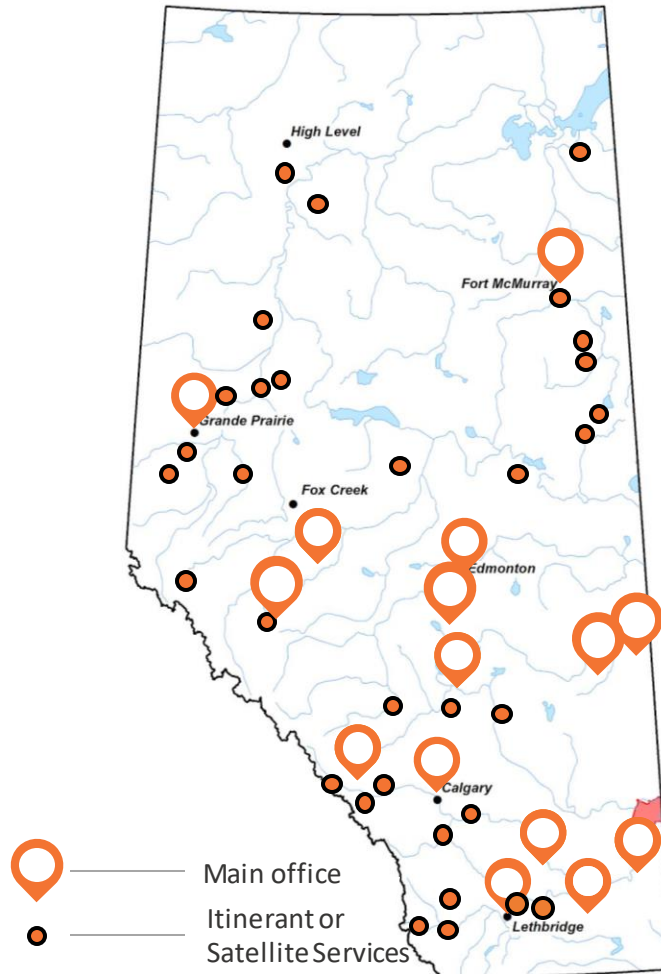 High Level
Fort McMurray
Grande Prairie
Fox Creek
Edmonton
Calgary
Lethbridge
Main office
Itinerant or
Satellite Services